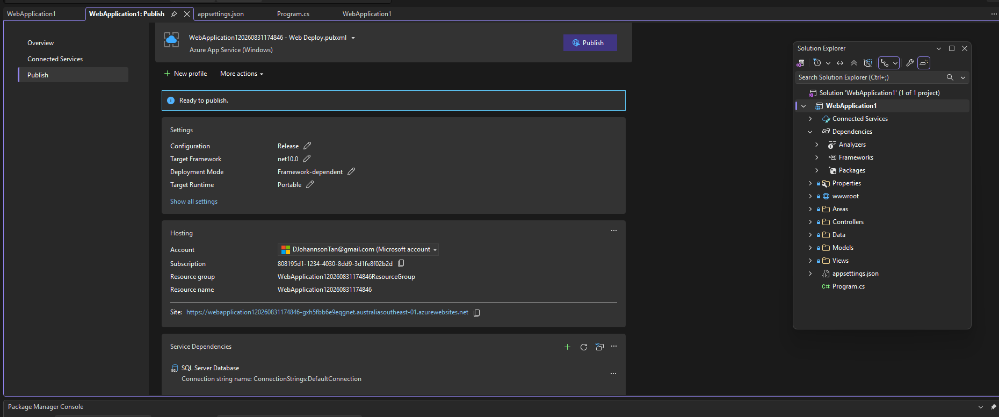 WebApplication1
WebApplication1: Publish
appsettings.json
Program.cs
WebApplication1
Overview
Connected Services
Publish
WebApplication120260831174846 - Web Deploy.pubxml
Azure App Service (Windows)
Publish
New profile
More actions
Ready to publish.
Settings
Configuration Release
Target Framework net10.0
Deployment Mode Framework-dependent
Target Runtime Portable
Show all settings
Hosting
Account DJohannsonTan@gmail.com (Microsoft account
Subscription 808195d1-1234-4030-8dd9-3d1fe8f02b2d
Resource group WebApplication120260831174846ResourceGroup
Resource name WebApplication120260831174846
Site: https://webapplication120260831174846-gxh5fbb6e9eqgnet.australiasoutheast-01.azurewebsites.net
Service Dependencies
SQL Server Database
Connection string name: ConnectionStrings:DefaultConnection
Package Manager Console
Solution Explorer
Search Solution Explorer (Ctrl+;)
Solution 'WebApplication1' (1 of 1 project)
WebApplication1
Connected Services
Dependencies
Analyzers
Frameworks
Packages
Properties
wwwroot
Areas
Controllers
Data
Models
Views
appsettings.json
C# Program.cs